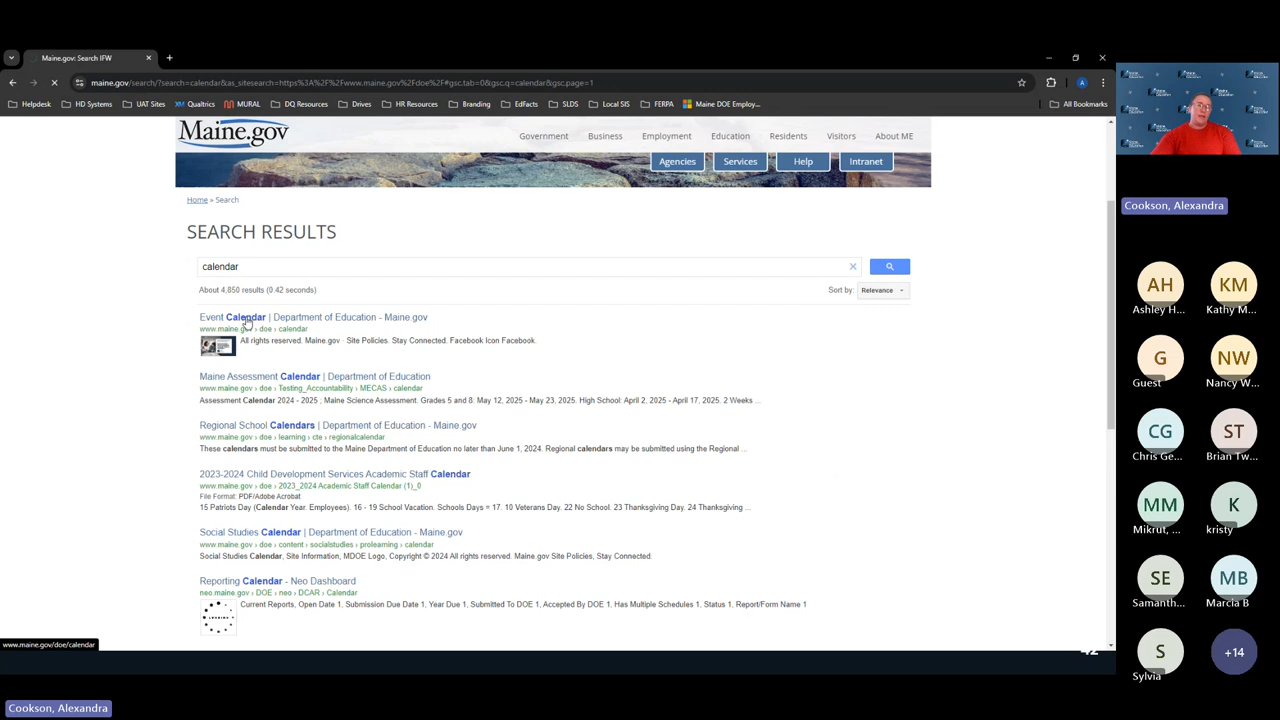 Maine.gov: Search IFW
maine.gov/search/?search=calendar&as_sitesearch=https%3A%2F%2Fwww.maine.gov%2Fdoe%2F#gsc.tab=0&gsc.q=calendar&gsc.page=1
A
Helpdesk
HD Systems
UAT Sites
Qualtrics
MURAL
DQ Resources
Drives
HR Resources
Branding
EdFacts
SLDS
Local SIS
FERPA
Maine DOE Employ...
All Bookmarks
Maine.gov
Government
Business
Employment
Education
Residents
Visitors
About ME
Agencies
Services
Help
Intranet
Home » Search
SEARCH RESULTS
calendar
About 4,850 results (0.42 seconds)
Sort by:
Relevance
Event Calendar | Department of Education - Maine gov
www.maine.gov › doe › calendar
All rights reserved. Maine.gov · Site Policies. Stay Connected. Facebook Icon Facebook.
Maine Assessment Calendar | Department of Education
www.maine.gov › doe › Testing_Accountability › MECAS › calendar
Assessment Calendar 2024 - 2025 ; Maine Science Assessment. Grades 5 and 8: May 12, 2025 - May 23, 2025. High School: April 2, 2025 - April 17, 2025. 2 Weeks ...
Regional School Calendars | Department of Education - Maine.gov
www.maine.gov › doe › learning › cte › regionalcalendar
These calendars must be submitted to the Maine Department of Education no later than June 1, 2024. Regional calendars may be submitted using the Regional ...
2023-2024 Child Development Services Academic Staff Calendar
www.maine.gov › doe › 2023_2024 Academic Staff Calendar (1)_0
File Format: PDF/Adobe Acrobat
15 Patriots Day (Calendar Year. Employees). 16 - 19 School Vacation. Schools Days = 17. 10 Veterans Day. 22 No School. 23 Thanksgiving Day. 24 Thanksgiving ...
Social Studies Calendar | Department of Education - Maine.gov
www.maine.gov › doe › content › socialstudies › prolearning › calendar
Social Studies Calendar, Site Information, MDOE Logo, Copyright © 2024 All rights reserved. Maine.gov Site Policies, Stay Connected.
Reporting Calendar - Neo Dashboard
neo.maine.gov › DOE › neo › DCAR › Calendar
Current Reports, Open Date 1, Submission Due Date 1, Year Due 1, Submitted To DOE 1, Accepted By DOE 1, Has Multiple Schedules 1, Status 1, Report/Form Name 1
www.maine.gov/doe/calendar
42
Cookson, Alexandra
Cookson, Alexandra
AH
Ashley H...
KM
Kathy M...
G
Guest
NW
Nancy W...
CG
Chris Ge...
ST
Brian Tw...
MM
Mikrut, ...
K
kristy
SE
Samanth...
MB
Marcia B
S
Sylvia
+14